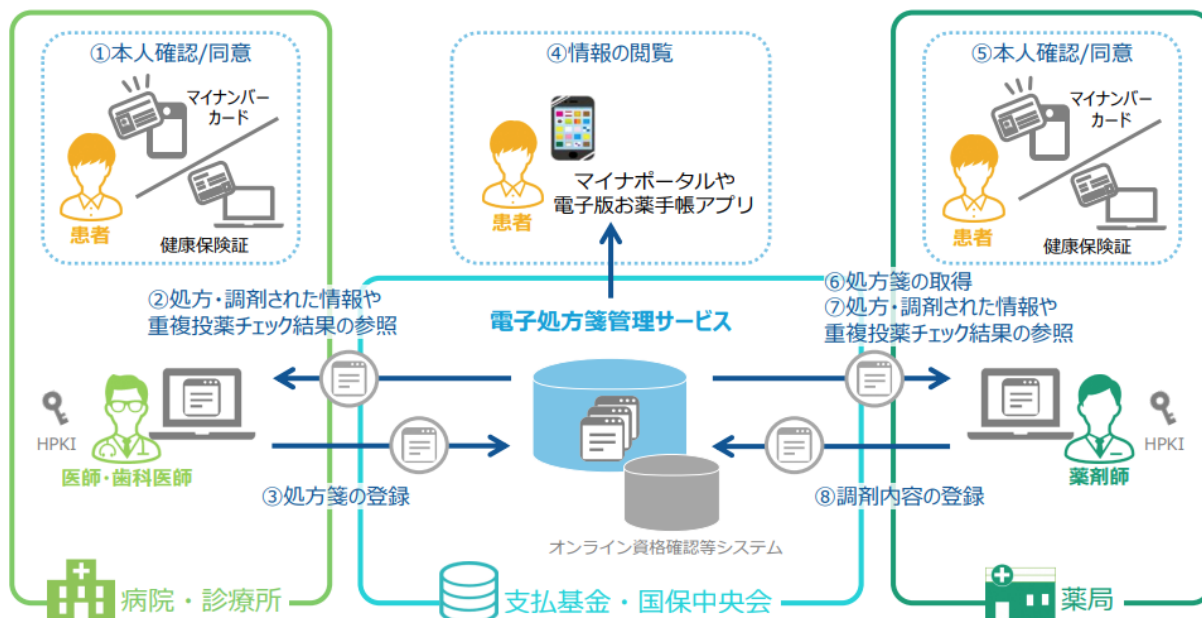 ①本人確認/同意
マイナンバー
カード
患者
健康保険証
②処方・調剤された情報や
重複投薬チェック結果の参照
HPKI
医師・歯科医師
③処方箋の登録
病院・診療所
④情報の閲覧
患者
マイナポータルや
電子版お薬手帳アプリ
電子処方箋管理サービス
オンライン資格確認等システム
支払基金・国保中央会
⑤本人確認/同意
マイナンバー
カード
患者
健康保険証
⑥処方箋の取得
⑦処方・調剤された情報や
重複投薬チェック結果の参照
HPKI
薬剤師
⑧調剤内容の登録
薬局